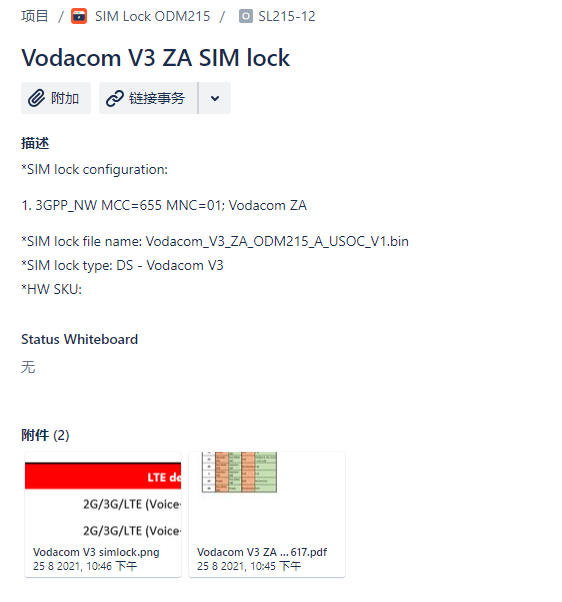 项目 / SIM Lock ODM215 / SL215-12
Vodacom V3 ZA SIM lock
附加 链接事务
描述
*SIM lock configuration:
1. 3GPP_NW MCC=655 MNC=01; Vodacom ZA
*SIM lock file name: Vodacom_V3_ZA_ODM215_A_USOC_V1.bin
*SIM lock type: DS - Vodacom V3
*HW SKU:
Status Whiteboard
无
附件 (2)
LTE de
2G/3G/LTE (Voice-
2G/3G/LTE (Voice-
Vodacom V3 simlock.png
25 8 2021, 10:46 下午
Vodacom V3 ZA ...617.pdf
25 8 2021, 10:45 下午